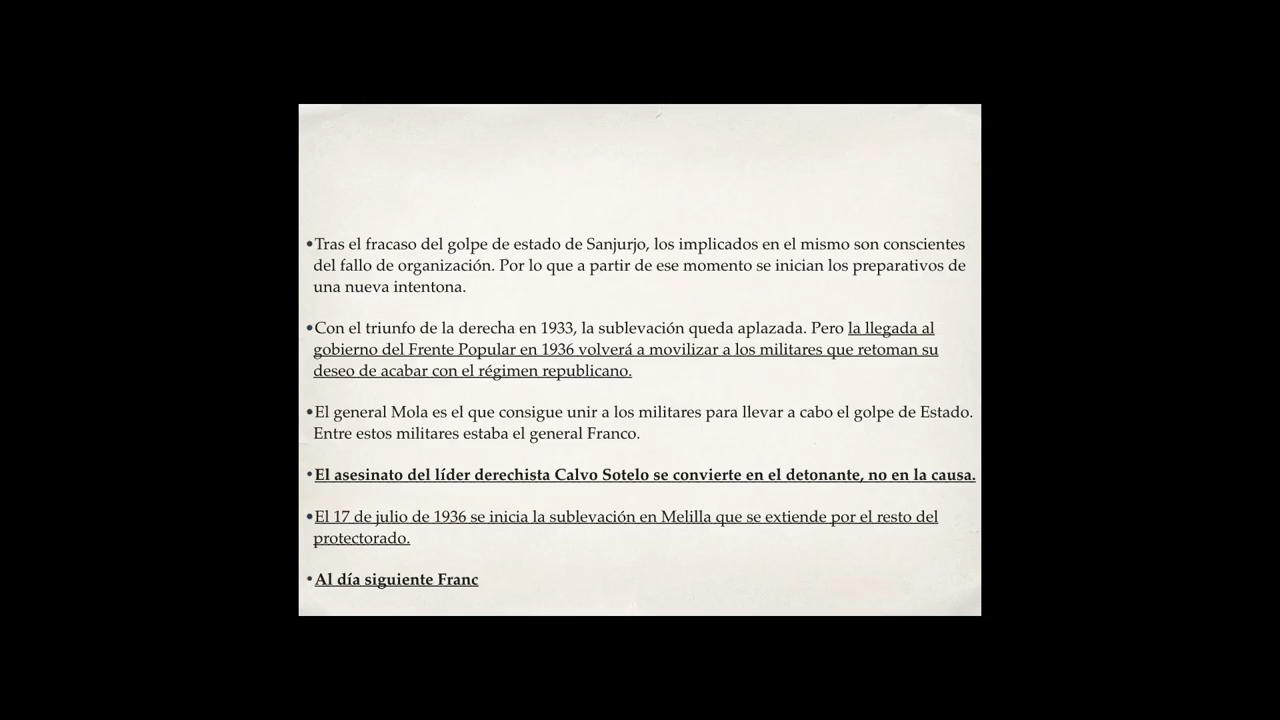 •Tras el fracaso del golpe de estado de Sanjurjo, los implicados en el mismo son conscientes
del fallo de organización. Por lo que a partir de ese momento se inician los preparativos de
una nueva intentona.
•Con el triunfo de la derecha en 1933, la sublevación queda aplazada. Pero la llegada al
gobierno del Frente Popular en 1936 volverá a movilizar a los militares que retoman su
deseo de acabar con el régimen republicano.
•El general Mola es el que consigue unir a los militares para llevar a cabo el golpe de Estado.
Entre estos militares estaba el general Franco.
•El asesinato del líder derechista Calvo Sotelo se convierte en el detonante, no en la causa.
•El 17 de julio de 1936 se inicia la sublevación en Melilla que se extiende por el resto del
protectorado.
•Al día siguiente Franc